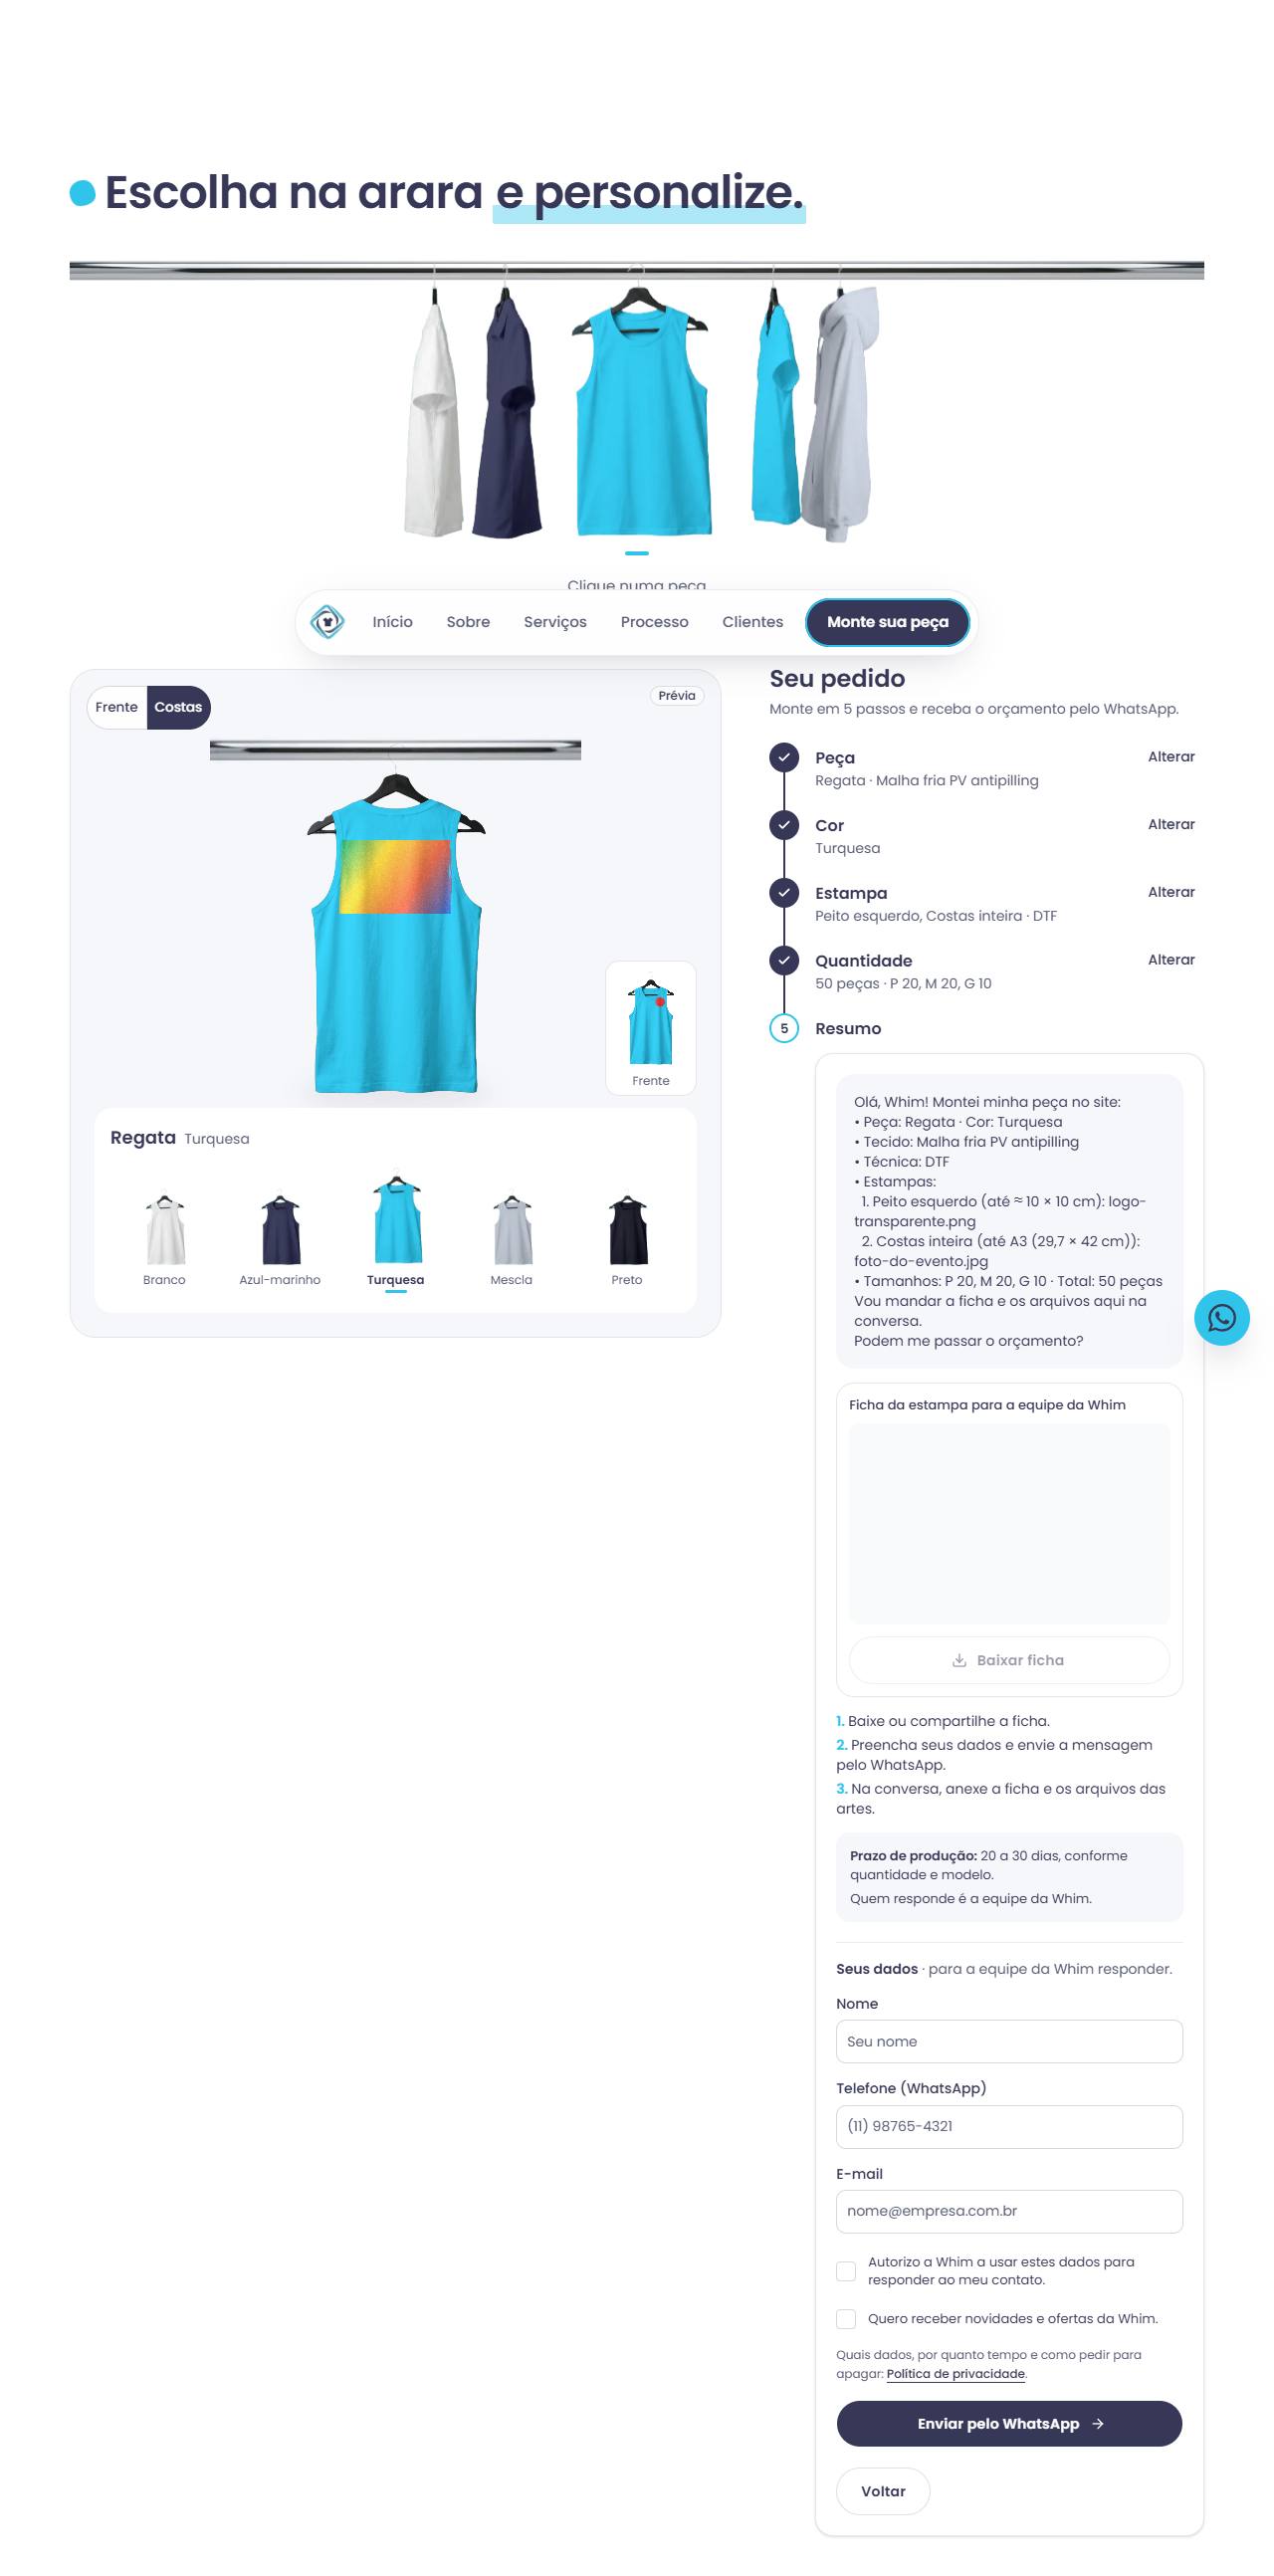 Escolha na arara e personalize.
Clique numa peça
Início
Sobre
Serviços
Processo
Clientes
Monte sua peça
Frente
Costas
Prévia
Frente
Regata Turquesa
Branco
Azul-marinho
Turquesa
Mescla
Preto
Seu pedido
Monte em 5 passos e receba o orçamento pelo WhatsApp.
Peça
Alterar
Regata · Malha fria PV antipilling
Cor
Alterar
Turquesa
Estampa
Alterar
Peito esquerdo, Costas inteira · DTF
Quantidade
Alterar
50 peças · P 20, M 20, G 10
5
Resumo
Olá, Whim! Montei minha peça no site:
• Peça: Regata · Cor: Turquesa
• Tecido: Malha fria PV antipilling
• Técnica: DTF
• Estampas:
1. Peito esquerdo (até ≈ 10 × 10 cm): logo-
transparente.png
2. Costas inteira (até A3 (29,7 × 42 cm)):
foto-do-evento.jpg
• Tamanhos: P 20, M 20, G 10 · Total: 50 peças
Vou mandar a ficha e os arquivos aqui na
conversa.
Podem me passar o orçamento?
Ficha da estampa para a equipe da Whim
Baixar ficha
1. Baixe ou compartilhe a ficha.
2. Preencha seus dados e envie a mensagem
pelo WhatsApp.
3. Na conversa, anexe a ficha e os arquivos das
artes.
Prazo de produção: 20 a 30 dias, conforme
quantidade e modelo.
Quem responde é a equipe da Whim.
Seus dados · para a equipe da Whim responder.
Nome
Seu nome
Telefone (WhatsApp)
(11) 98765-4321
E-mail
nome@empresa.com.br
Autorizo a Whim a usar estes dados para
responder ao meu contato.
Quero receber novidades e ofertas da Whim.
Quais dados, por quanto tempo e como pedir para
apagar: Política de privacidade.
Enviar pelo WhatsApp
Voltar